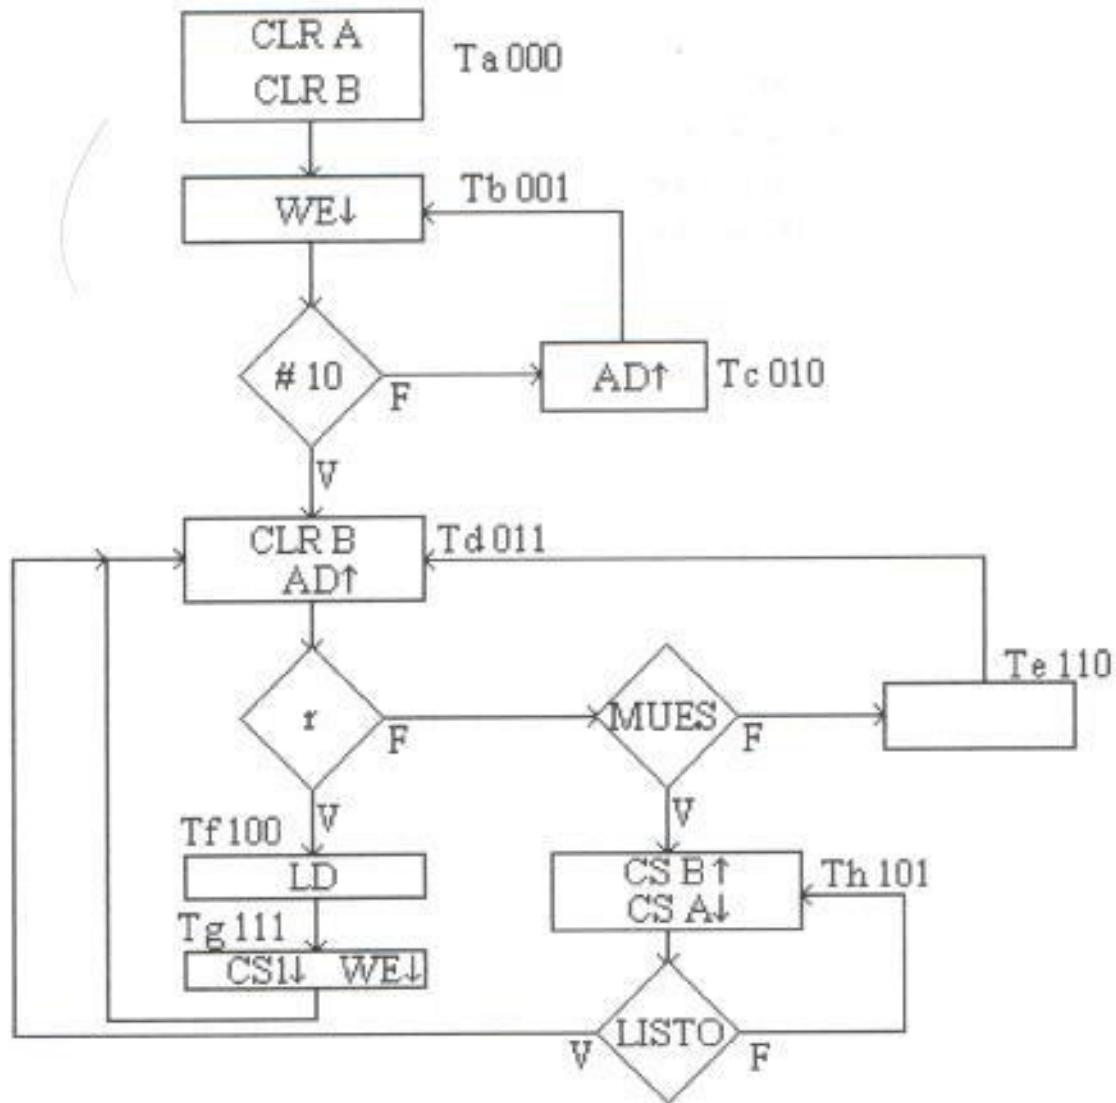 CLR A
CLR B
Ta 000
Tb 001
WE↓
# 10
F
AD↑
Tc 010
V
CLR B
AD↑
Td 011
Te 110
r
F
MUES
F
V
V
Tf 100
LD
CS B↑
CS A↓
Th 101
Tg 111
CS1↓ WE↓
LISTO
V
F